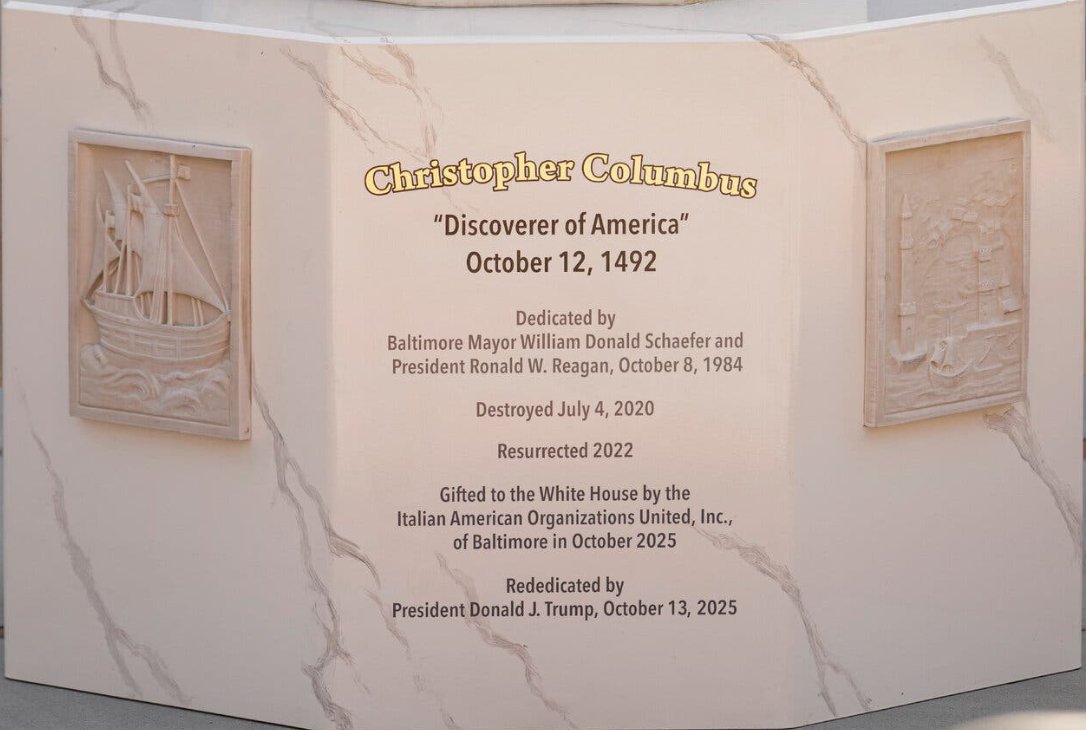 Christopher Columbus
“Discoverer of America”
October 12, 1492
Dedicated by
Baltimore Mayor William Donald Schaefer and
President Ronald W. Reagan, October 8, 1984
Destroyed July 4, 2020
Resurrected 2022
Gifted to the White House by the
Italian American Organizations United, Inc.,
of Baltimore in October 2025
Rededicated by
President Donald J. Trump, October 13, 2025